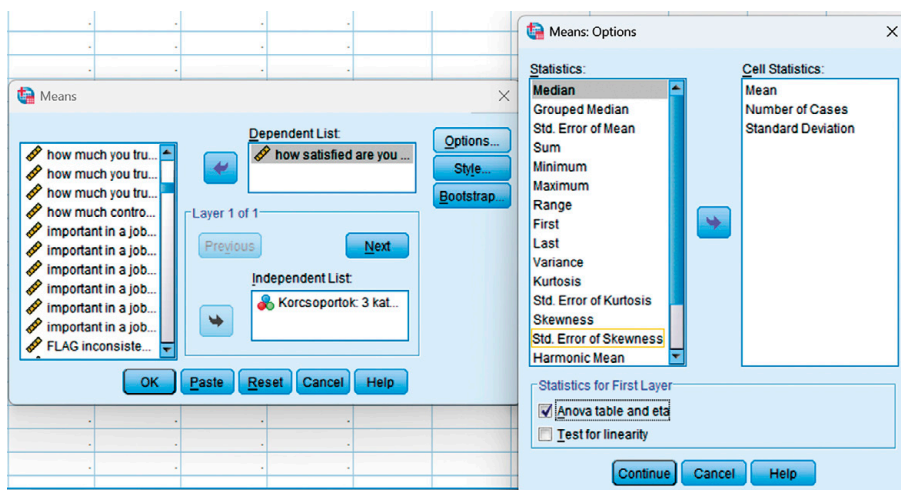 Means
Dependent List:
how much you tru...
how much you tru...
how much you tru...
how much contro...
important in a job...
important in a job...
important in a job...
important in a job...
important in a job...
important in a job...
FLAG inconsiste...
how satisfied are you ...
Layer 1 of 1
Previous
Next
Independent List:
Korcsoportok: 3 kat...
Options...
Style...
Bootstrap...
OK
Paste
Reset
Cancel
Help
Means: Options
Statistics:
Median
Grouped Median
Std. Error of Mean
Sum
Minimum
Maximum
Range
First
Last
Variance
Kurtosis
Std. Error of Kurtosis
Skewness
Std. Error of Skewness
Harmonic Mean
Cell Statistics:
Mean
Number of Cases
Standard Deviation
Statistics for First Layer
Anova table and eta
Test for linearity
Continue
Cancel
Help